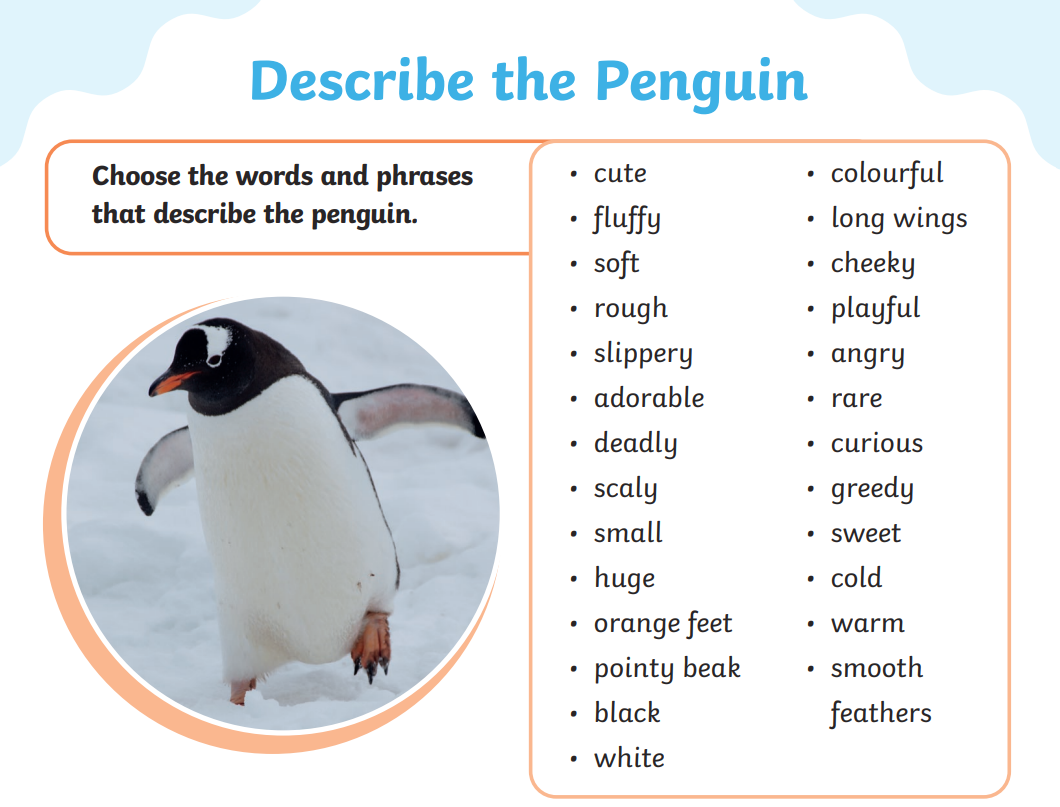 Describe the Penguin
Choose the words and phrases
that describe the penguin.
• cute
• fluffy
• soft
• rough
• slippery
• adorable
• deadly
• scaly
• small
• huge
• orange feet
• pointy beak
• black
• white
• colourful
• long wings
• cheeky
• playful
• angry
• rare
• curious
• greedy
• sweet
• cold
• warm
• smooth
feathers